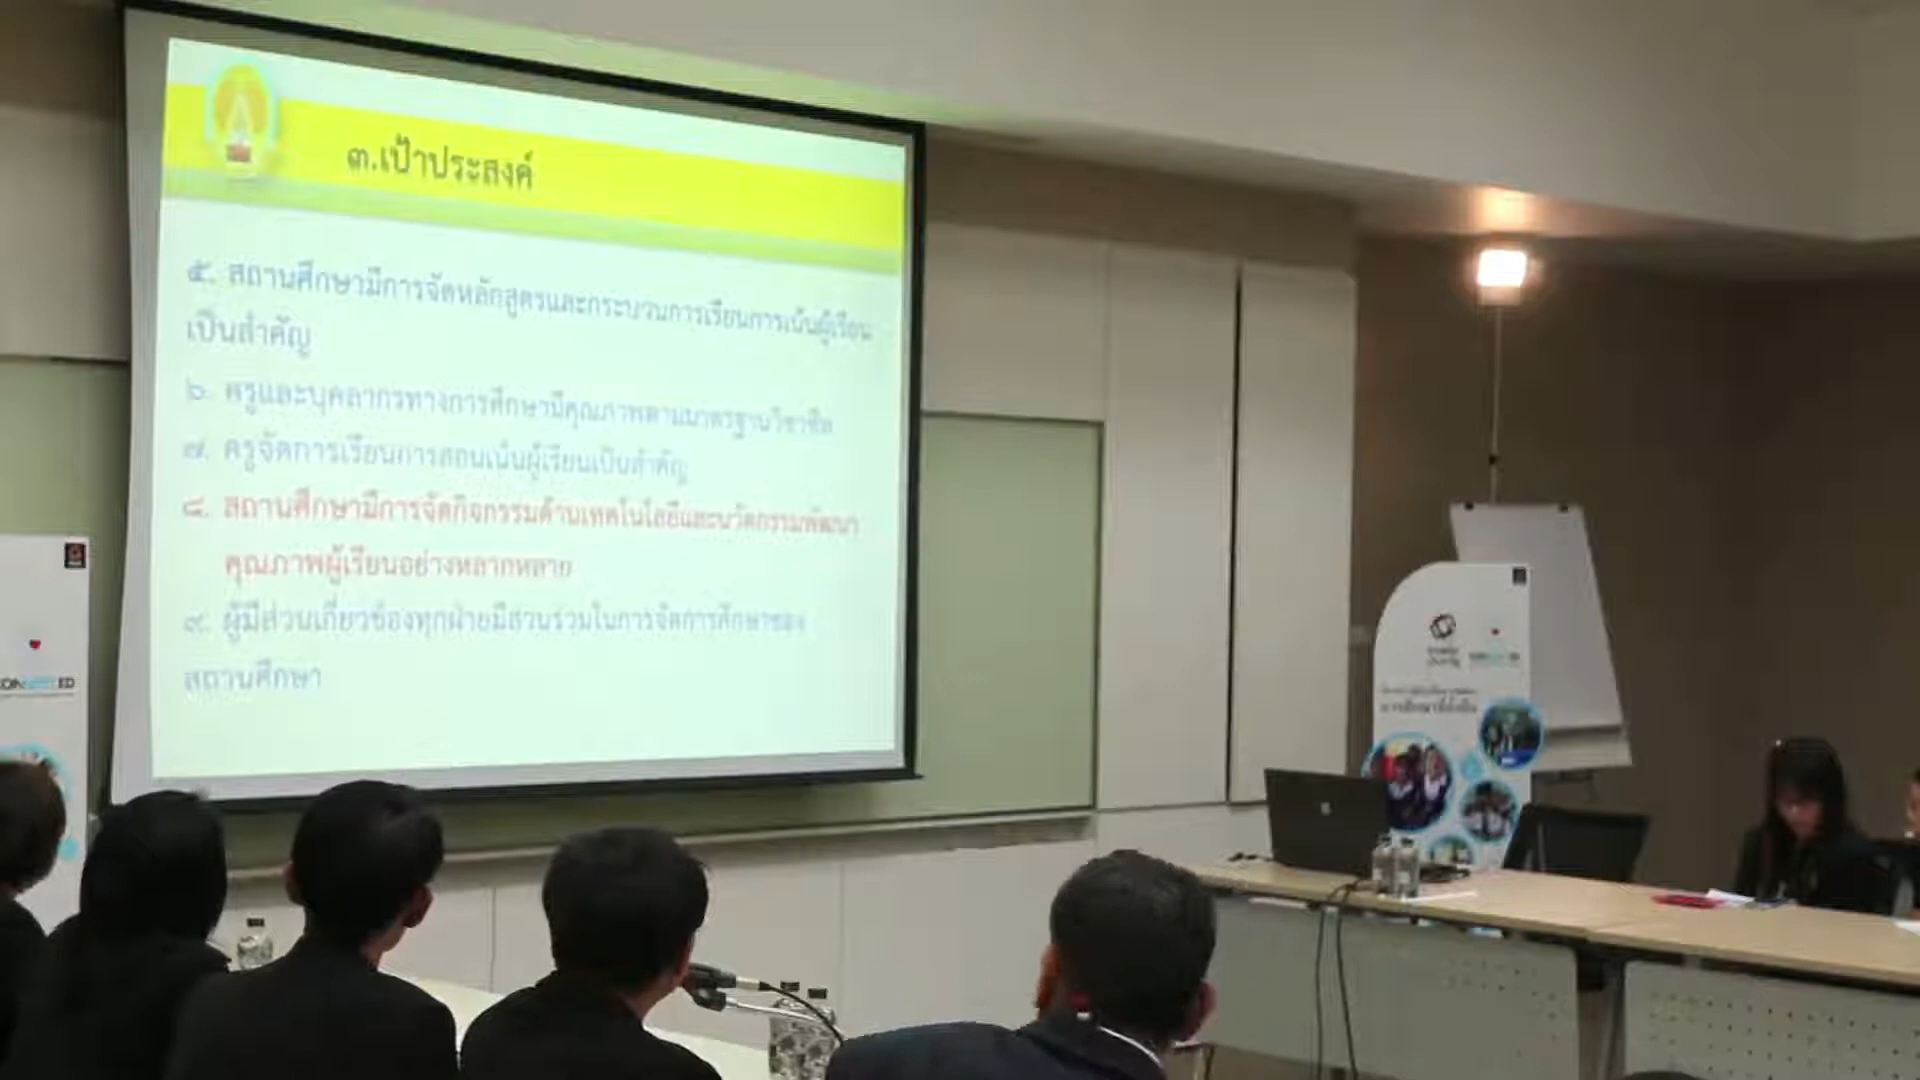 ๓.เป้าประสงค์
๕. สถานศึกษามีการจัดหลักสูตรและกระบวนการเรียนการเน้นผู้เรียน
เป็นสำคัญ
๖. ครูและบุคลากรทางการศึกษามีคุณภาพตามมาตรฐานวิชาชีพ
๗. ครูจัดการเรียนการสอนเน้นผู้เรียนเป็นสำคัญ
๘. สถานศึกษามีการจัดกิจกรรมด้านเทคโนโลยีและนวัตกรรมพัฒนา
คุณภาพผู้เรียนอย่างหลากหลาย
๙. ผู้มีส่วนเกี่ยวข้องทุกฝ่ายมีส่วนร่วมในการจัดการศึกษาของ
สถานศึกษา